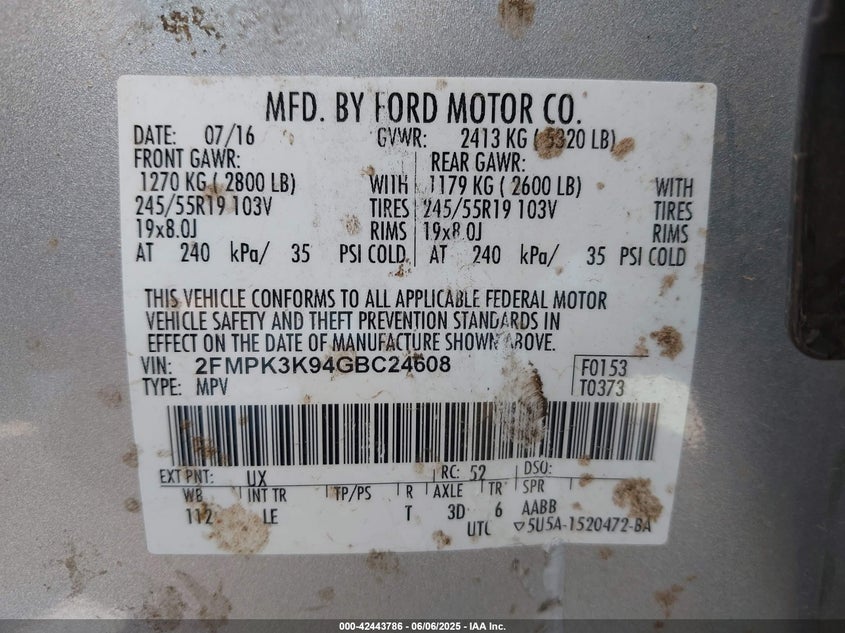 MFD. BY FORD MOTOR CO.
DATE: 07/16 GVWR: 2413 KG ( 5320 LB)
FRONT GAWR: REAR GAWR:
1270 KG ( 2800 LB) WITH 1179 KG ( 2600 LB) WITH
245/55R19 103V TIRES 245/55R19 103V TIRES
19x8.0J RIMS 19x8.0J RIMS
AT 240 kPa/ 35 PSI COLD AT 240 kPa/ 35 PSI COLD
THIS VEHICLE CONFORMS TO ALL APPLICABLE FEDERAL MOTOR
VEHICLE SAFETY AND THEFT PREVENTION STANDARDS IN
EFFECT ON THE DATE OF MANUFACTURE SHOWN ABOVE.
VIN: 2FMPK3K94GBC24608 F0153
TYPE: MPV T0373
EXT PNT: UX RC: 52 DSO:
WB INT TR TP/PS R AXLE TR SPR
112 LE T 3D 6 AABB
UTC ▽5U5A-1520472-BA
000-42443786 - 06/06/2025 - IAA Inc.